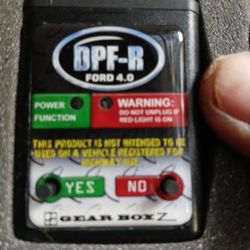 DPF-R
FORD 4.0
POWER
FUNCTION
WARNING:
DO NOT UNPLUG IF
RED LIGHT IS ON
THIS PRODUCT IS NOT INTENDED TO BE
USED ON A VEHICLE REGISTERED FOR
HIGHWAY USE
YES NO
GEAR BOX Z